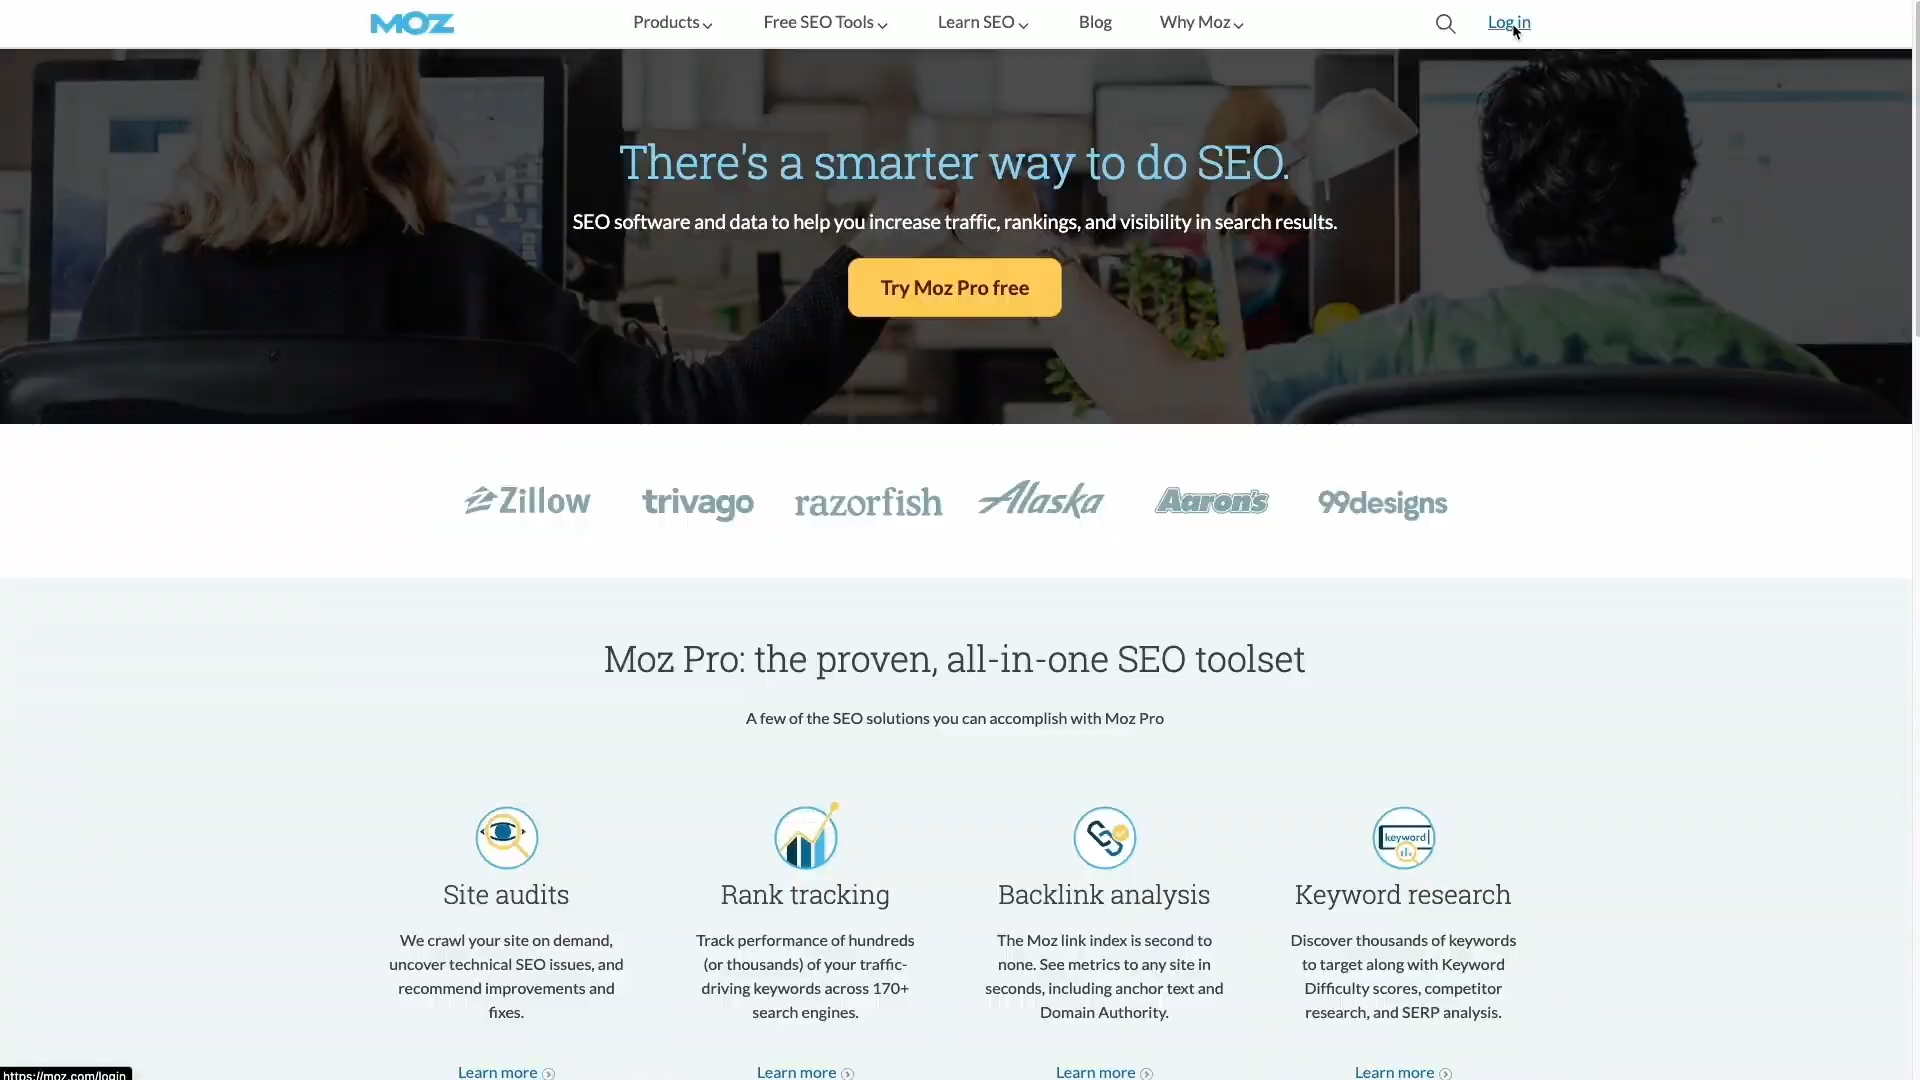 MOZ
Products
Free SEO Tools
Learn SEO
Blog
Why Moz
Log in
There's a smarter way to do SEO.
SEO software and data to help you increase traffic, rankings, and visibility in search results.
Try Moz Pro free
Zillow
trivago
razorfish
Alaska
Aaron's
99designs
Moz Pro: the proven, all-in-one SEO toolset
A few of the SEO solutions you can accomplish with Moz Pro
keyword
Site audits
We crawl your site on demand,
uncover technical SEO issues, and
recommend improvements and
fixes.
Learn more
Rank tracking
Track performance of hundreds
(or thousands) of your traffic-
driving keywords across 170+
search engines.
Learn more
Backlink analysis
The Moz link index is second to
none. See metrics to any site in
seconds, including anchor text and
Domain Authority.
Learn more
Keyword research
Discover thousands of keywords
to target along with Keyword
Difficulty scores, competitor
research, and SERP analysis.
Learn more
https://moz.com/login